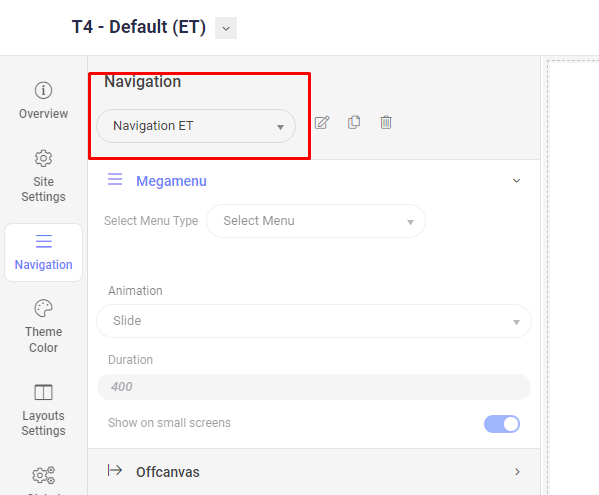 T4 - Default (ET)
Navigation
Navigation ET
Overview
Site
Settings
Navigation
Theme
Color
Layouts
Settings
Megamenu
Select Menu Type
Select Menu
Animation
Slide
Duration
400
Show on small screens
Offcanvas